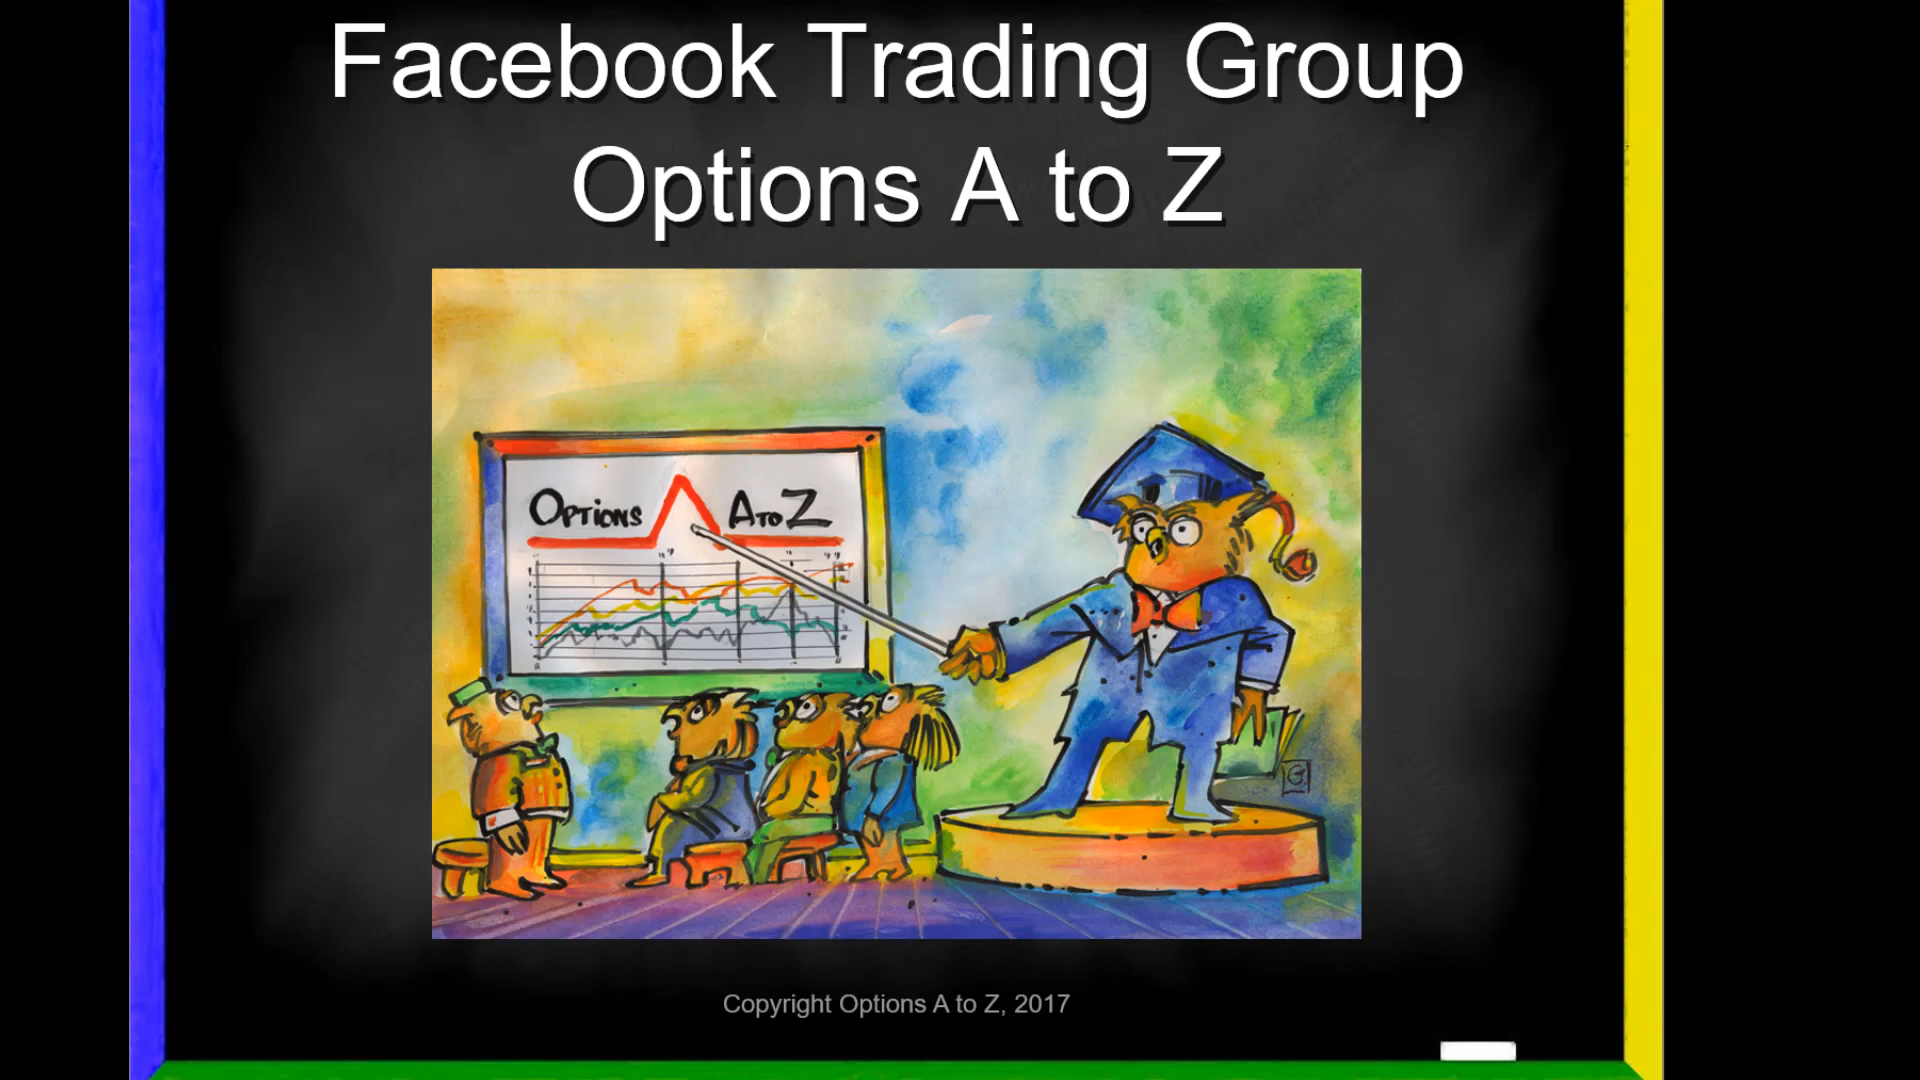 Facebook Trading Group
Options A to Z
OPTIONS A TO Z
Copyright Options A to Z, 2017